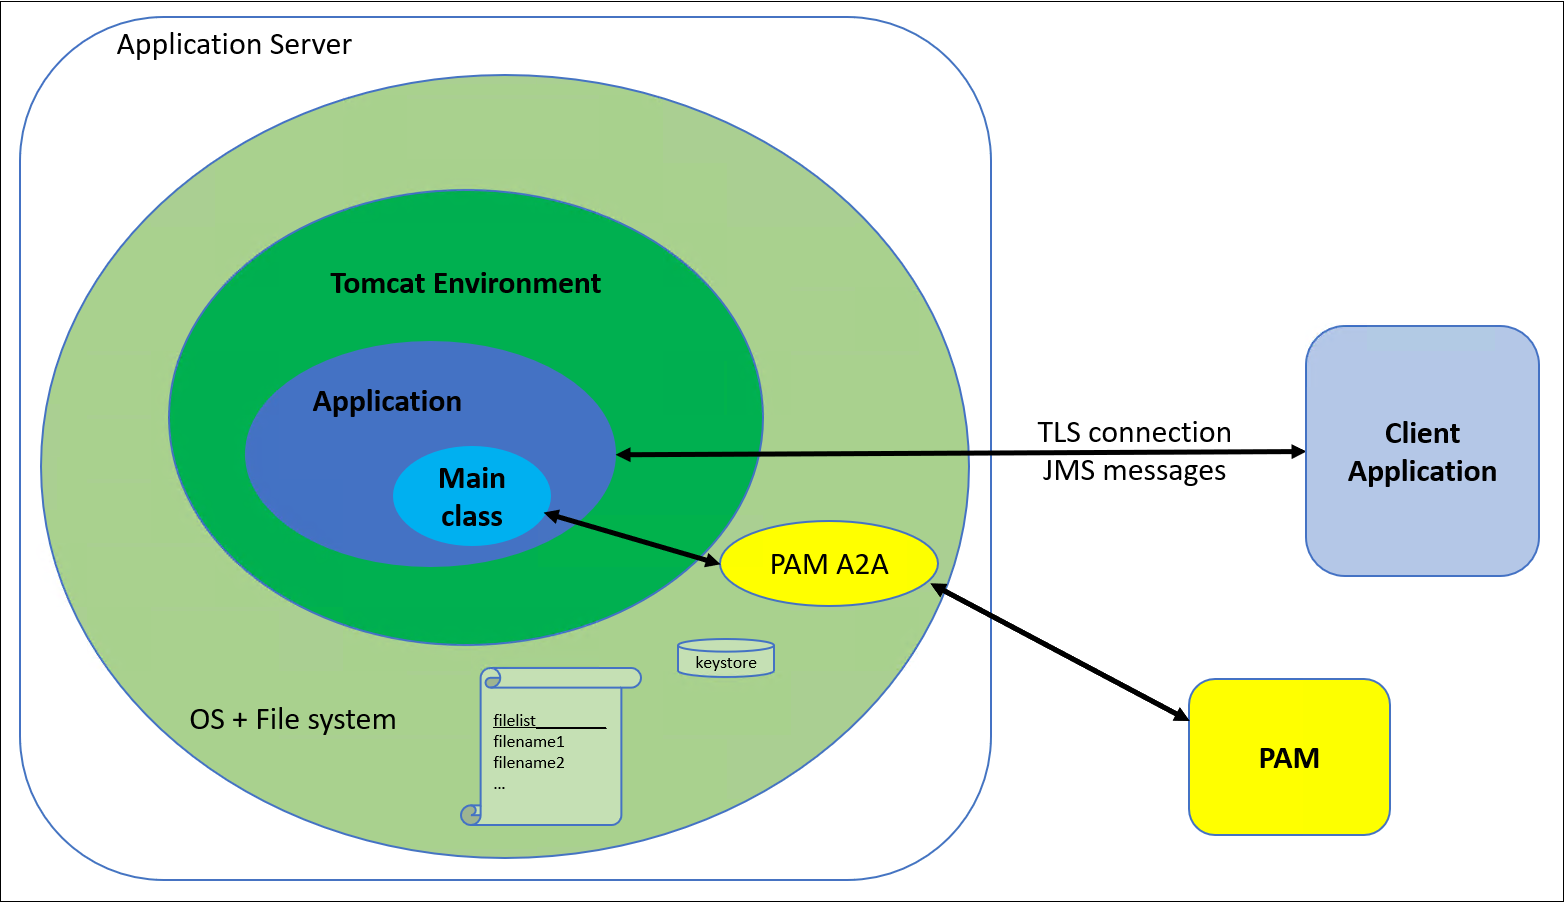 Application Server
Tomcat Environment
Application
Main
class
TLS connection
JMS messages
Client
Application
PAM A2A
keystore
OS + File system
filelist________
filename1
filename2
...
PAM